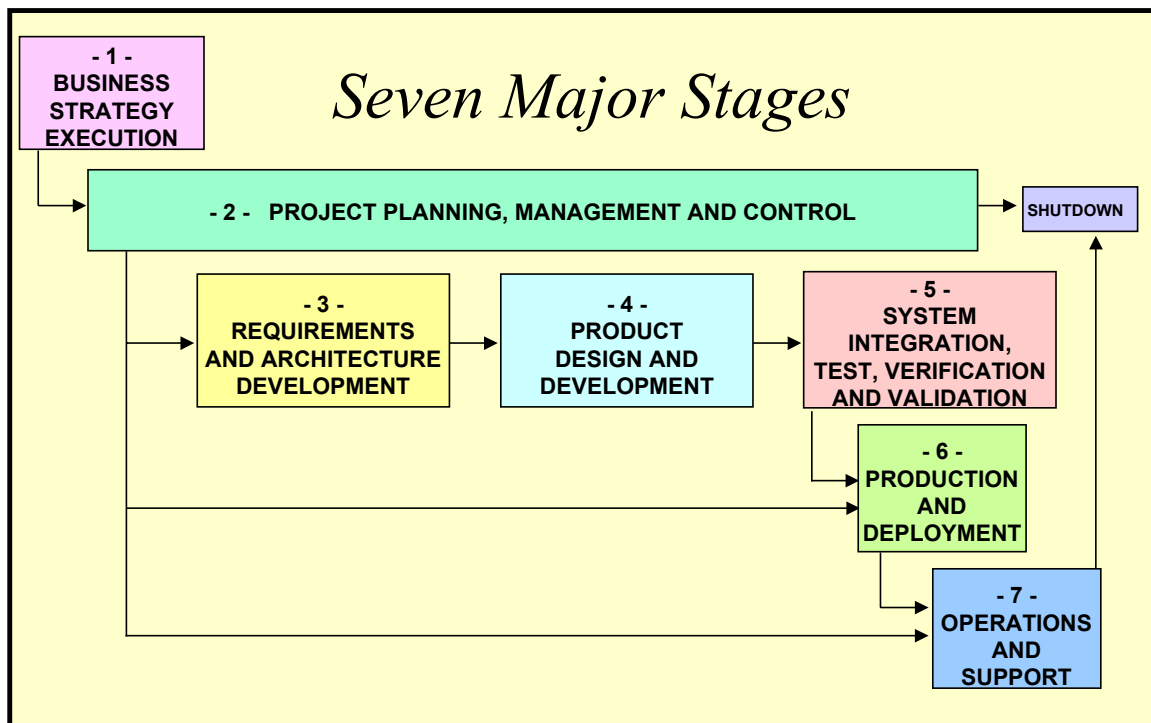 - 1 -
BUSINESS
STRATEGY
EXECUTION
Seven Major Stages
- 2 - PROJECT PLANNING, MANAGEMENT AND CONTROL
SHUTDOWN
- 3 -
REQUIREMENTS
AND ARCHITECTURE
DEVELOPMENT
- 4 -
PRODUCT
DESIGN AND
DEVELOPMENT
- 5 -
SYSTEM
INTEGRATION,
TEST, VERIFICATION
AND VALIDATION
- 6 -
PRODUCTION
AND
DEPLOYMENT
- 7 -
OPERATIONS
AND
SUPPORT